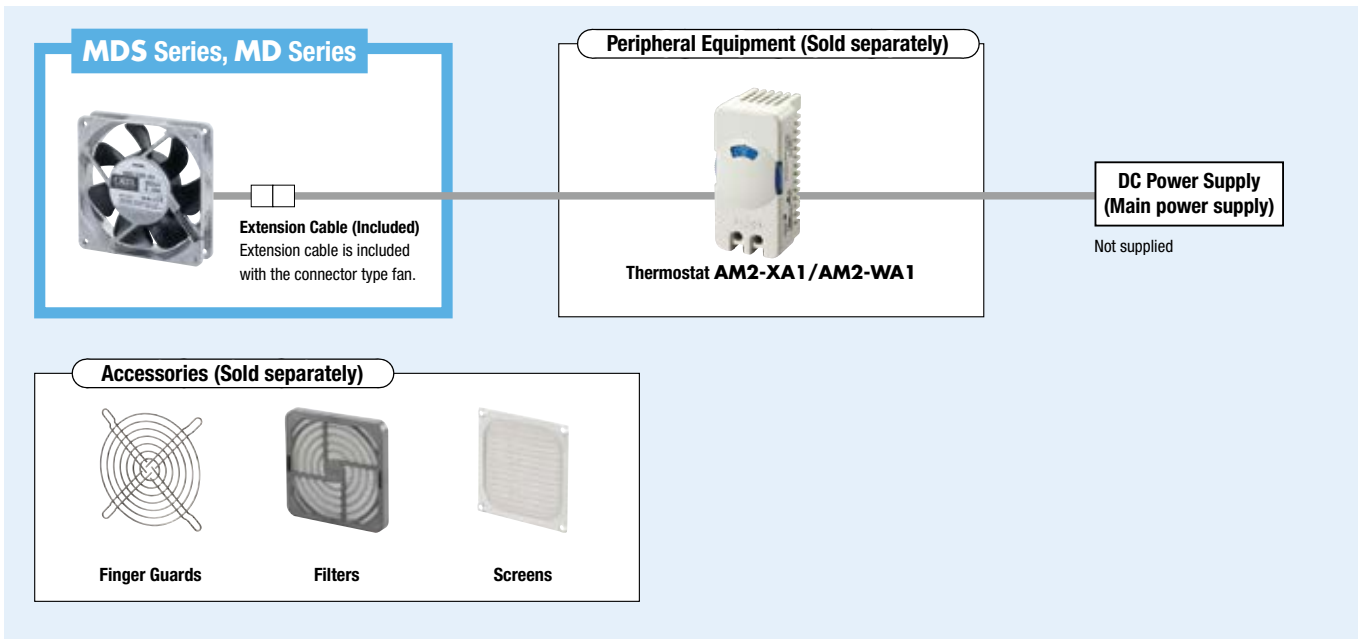 MDS Series, MD Series
Extension Cable (Included)
Extension cable is included
with the connector type fan.
Peripheral Equipment (Sold separately)
Thermostat AM2-XA1/AM2-WA1
DC Power Supply
(Main power supply)
Not supplied
Accessories (Sold separately)
Finger Guards
Filters
Screens